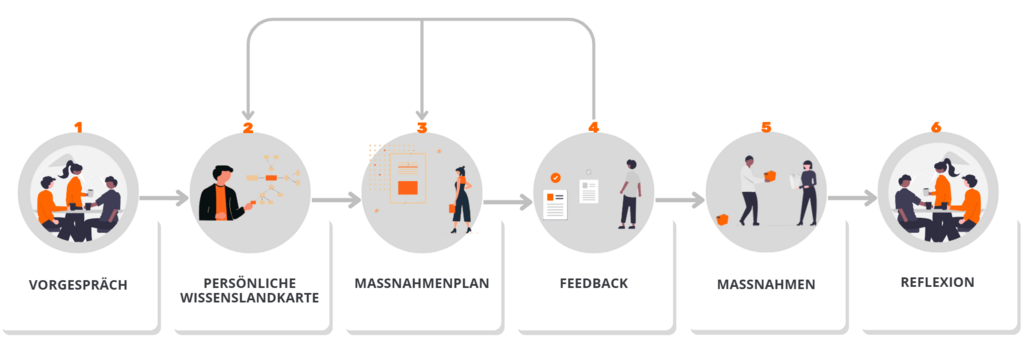 1
2
3
4
5
6
VORGESPRÄCH
PERSÖNLICHE
WISSENSLANDKARTE
MASSNAHMENPLAN
FEEDBACK
MASSNAHMEN
REFLEXION